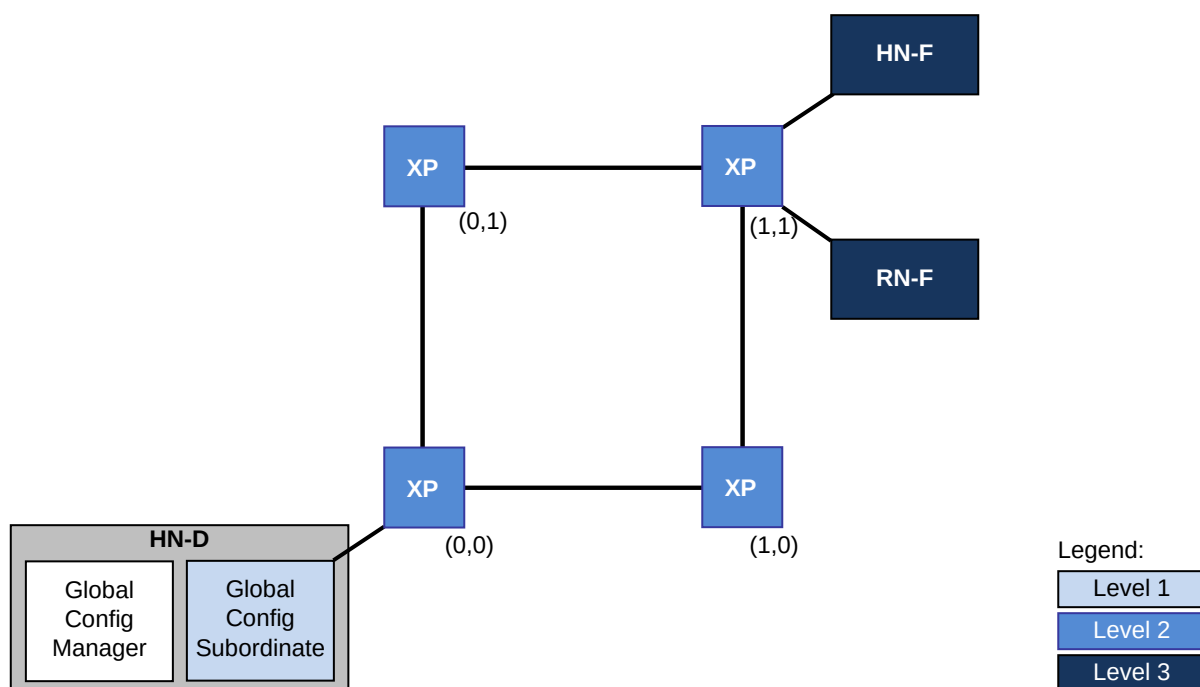 HN-F
XP
XP
(0,1)
(1,1)
RN-F
XP
XP
HN-D
(0,0)
(1,0)
Global
Config
Manager
Global
Config
Subordinate
Legend:
Level 1
Level 2
Level 3